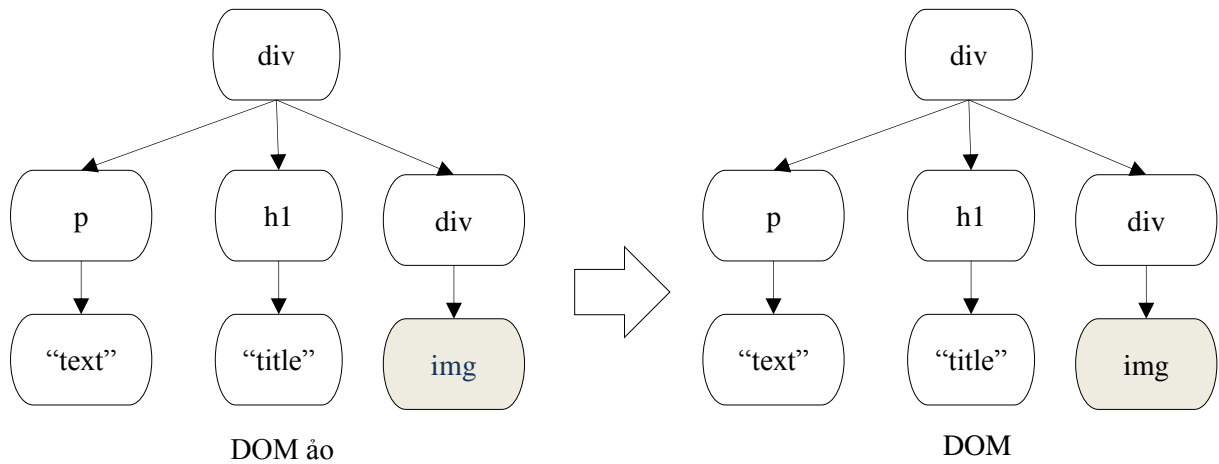 div
p
h1
div
“text”
“title”
img
DOM ảo
div
p
h1
div
“text”
“title”
img
DOM